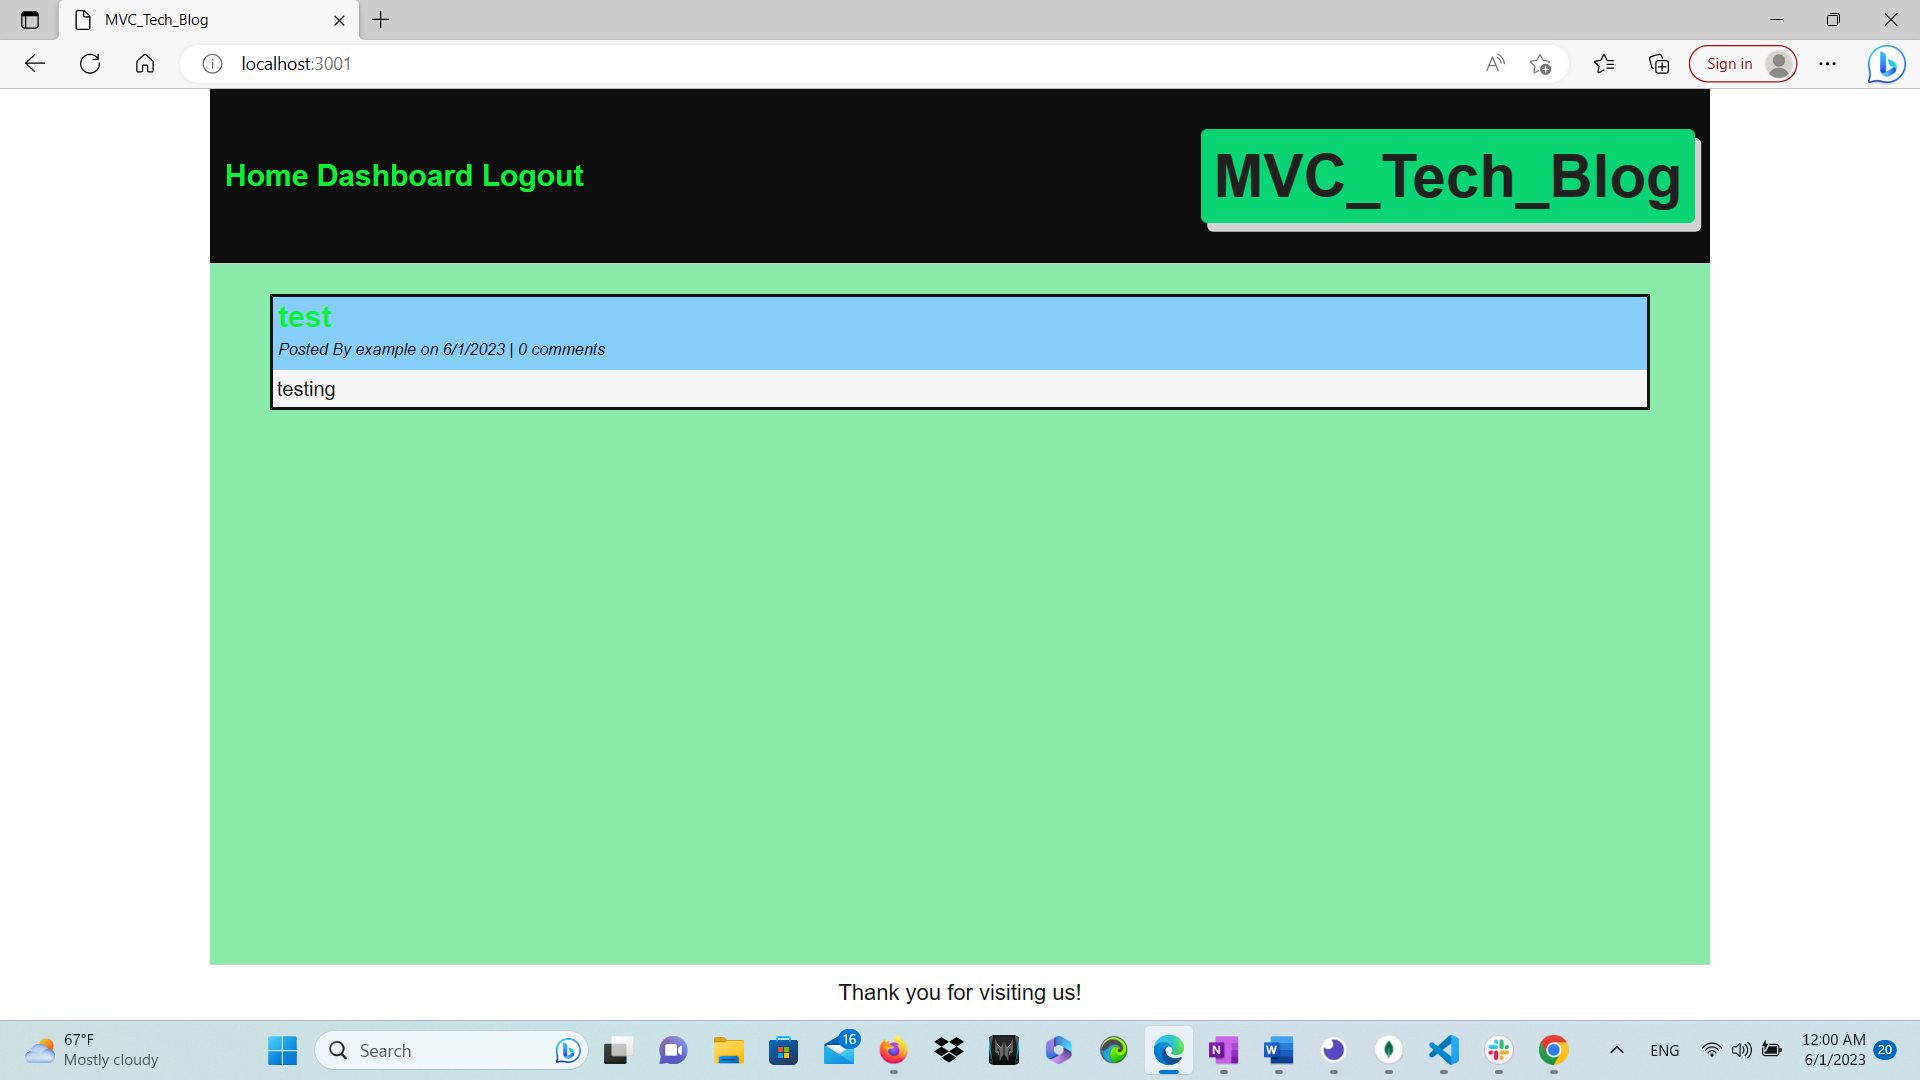 MVC_Tech_Blog
localhost:3001
Sign in
Home Dashboard Logout
MVC_Tech_Blog
test
Posted By example on 6/1/2023 | 0 comments
testing
Thank you for visiting us!
67°F
Mostly cloudy
Search
16
ENG
12:00 AM
6/1/2023
20